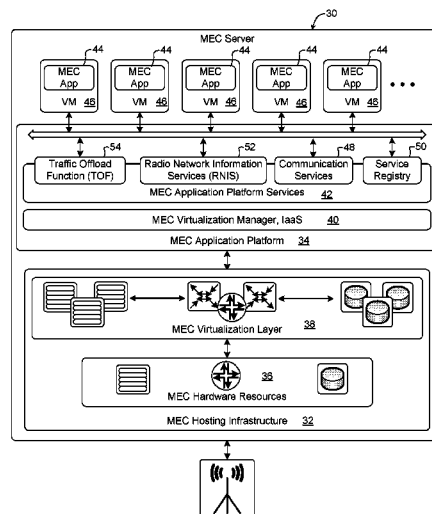 30
MEC Server
44 44 44 44 44
MEC App MEC App MEC App MEC App MEC App
VM 46 VM 46 VM 46 VM 46 VM 46
54 52 48 50
Traffic Offload Function (TOF)
Radio Network Information Services (RNIS)
Communication Services
Service Registry
MEC Application Platform Services 42
MEC Virtualization Manager, IaaS 40
MEC Application Platform 34
MEC Virtualization Layer 38
36
MEC Hardware Resources
MEC Hosting Infrastructure 32